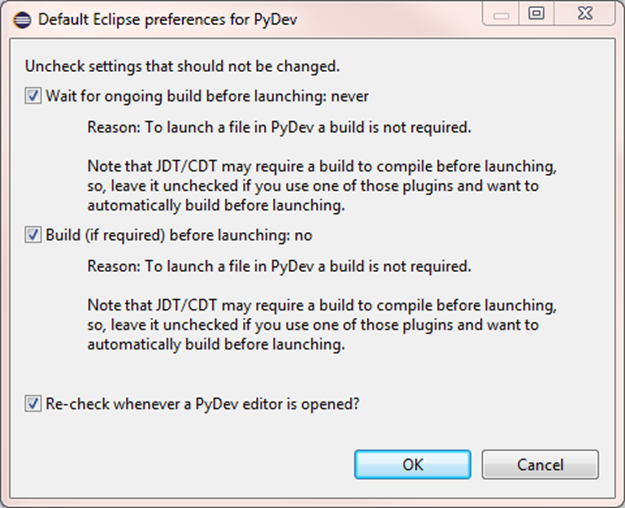 Default Eclipse preferences for PyDev
Uncheck settings that should not be changed.
Wait for ongoing build before launching: never
Reason: To launch a file in PyDev a build is not required.
Note that JDT/CDT may require a build to compile before launching,
so, leave it unchecked if you use one of those plugins and want to
automatically build before launching.
Build (if required) before launching: no
Reason: To launch a file in PyDev a build is not required.
Note that JDT/CDT may require a build to compile before launching,
so, leave it unchecked if you use one of those plugins and want to
automatically build before launching.
Re-check whenever a PyDev editor is opened?
OK Cancel